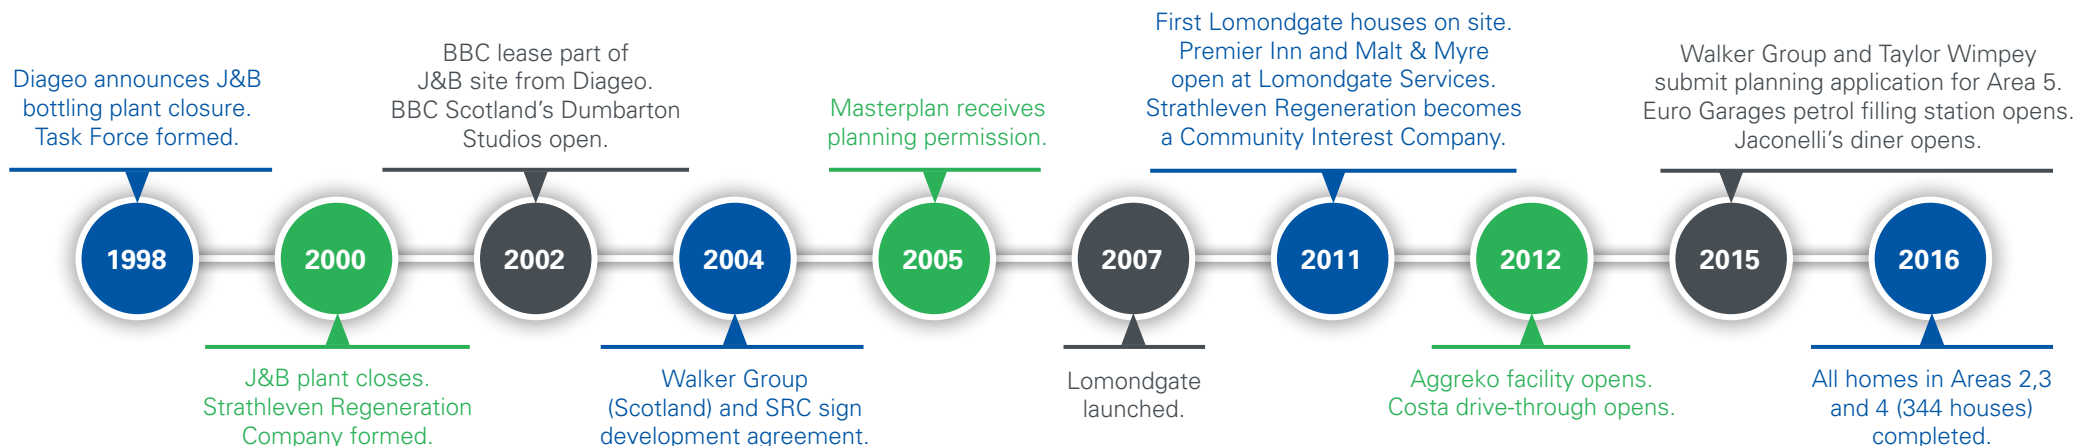 Diageo announces J&B
bottling plant closure.
Task Force formed.
1998
J&B plant closes.
Strathleven Regeneration
Company formed.
2000
BBC lease part of
J&B site from Diageo.
BBC Scotland's Dumbarton
Studios open.
2002
Walker Group
(Scotland) and SRC sign
development agreement.
2004
Masterplan receives
planning permission.
2005
Lomondgate
launched.
2007
First Lomondgate houses on site.
Premier Inn and Malt & Myre
open at Lomondgate Services.
Strathleven Regeneration becomes
a Community Interest Company.
2011
Aggreko facility opens.
Costa drive-through opens.
2012
Walker Group and Taylor Wimpey
submit planning application for Area 5.
Euro Garages petrol filling station opens.
Jaconelli's diner opens.
2015
All homes in Areas 2,3
and 4 (344 houses)
completed.
2016